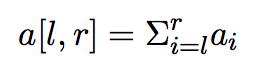 a[l, r] = Σ_{i=l}^{r} a_i